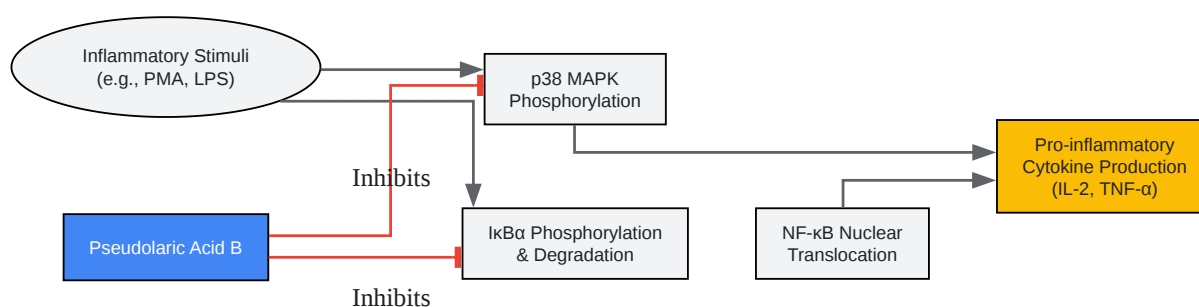 Inflammatory Stimuli
(e.g., PMA, LPS)
p38 MAPK
Phosphorylation
Pro-inflammatory
Cytokine Production
(IL-2, TNF-α)
Inhibits
Pseudolaric Acid B
IκBα Phosphorylation
& Degradation
NF-κB Nuclear
Translocation
Inhibits